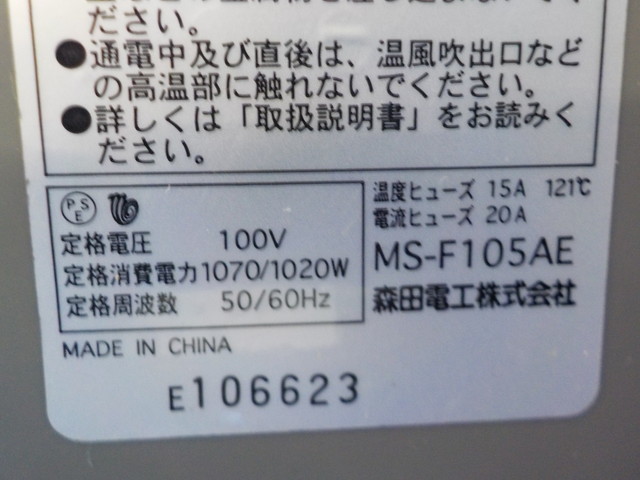 ださい。
●通電中及び直後は、温風吹出口など
の高温部に触れないでください。
●詳しくは「取扱説明書」をお読みく
ださい。
PSE
定格電圧 100V
定格消費電力 1070/1020W
定格周波数 50/60Hz
温度ヒューズ 15A 121℃
電流ヒューズ 20A
MS-F105AE
森田電工株式会社
MADE IN CHINA
E106623